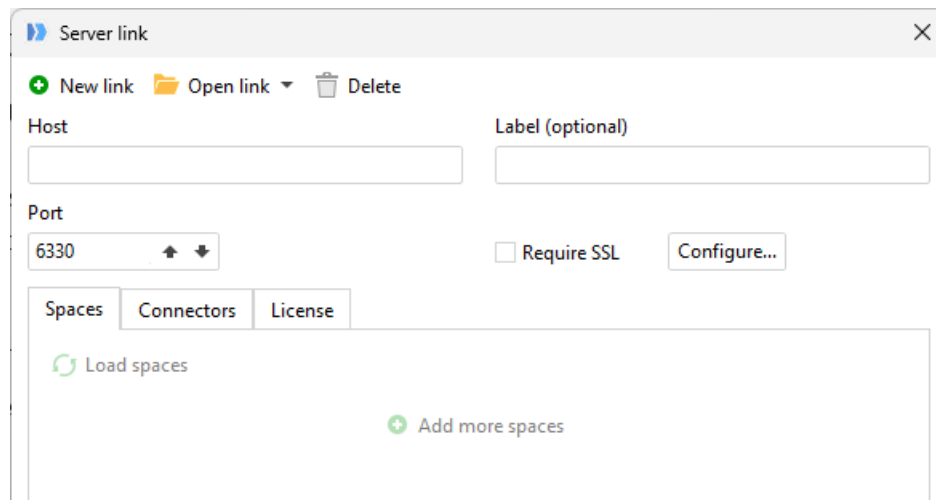 Server link
New link Open link Delete
Host Label (optional)
Port
6330 Require SSL Configure...
Spaces Connectors License
Load spaces
Add more spaces